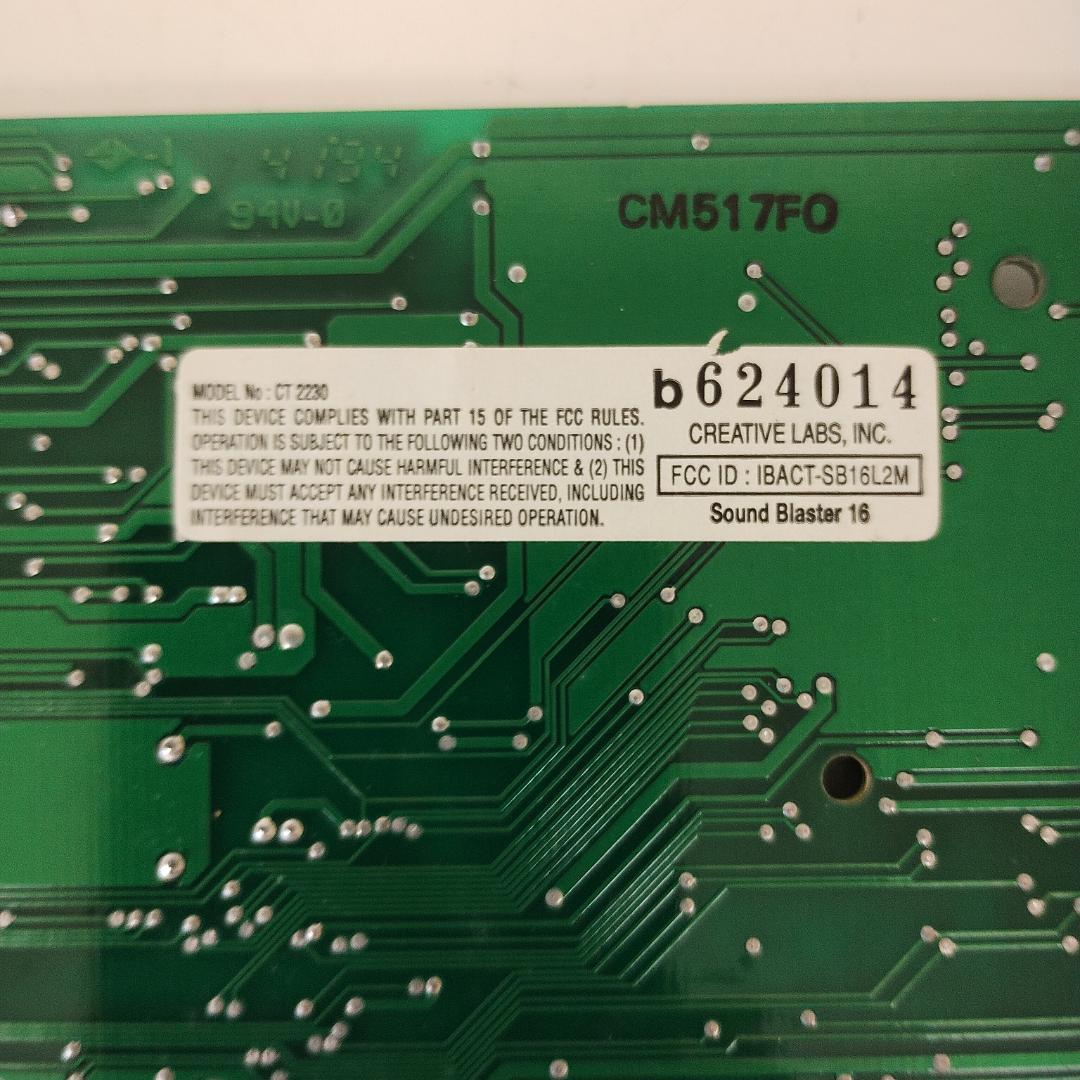 4194
94V-0
CM517FO
MODEL No : CT 2230
THIS DEVICE COMPLIES WITH PART 15 OF THE FCC RULES.
OPERATION IS SUBJECT TO THE FOLLOWING TWO CONDITIONS : (1)
THIS DEVICE MAY NOT CAUSE HARMFUL INTERFERENCE & (2) THIS
DEVICE MUST ACCEPT ANY INTERFERENCE RECEIVED, INCLUDING
INTERFERENCE THAT MAY CAUSE UNDESIRED OPERATION.
b624014
CREATIVE LABS, INC.
FCC ID : IBACT-SB16L2M
Sound Blaster 16